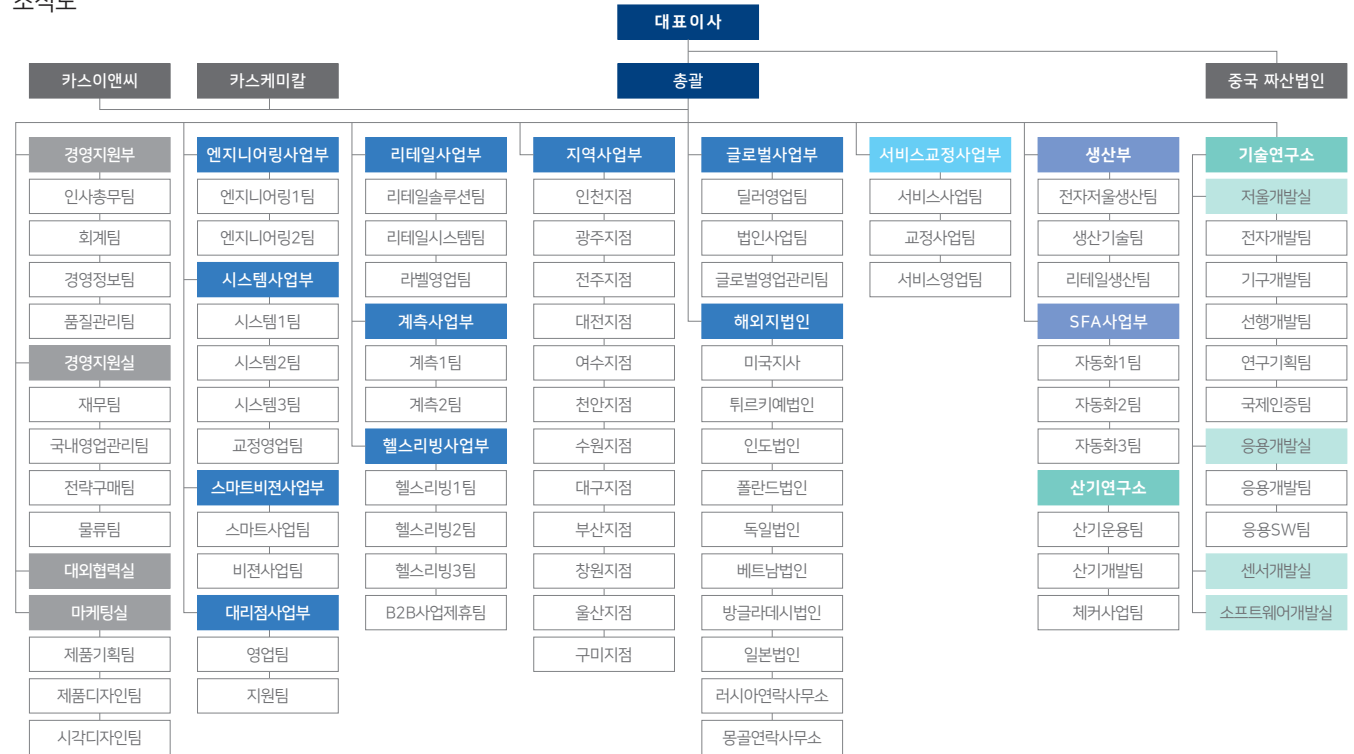 조직도
대표이사
카스이앤씨
카스케미칼
총괄
중국 짜산법인
경영지원부
인사총무팀
회계팀
경영정보팀
품질관리팀
경영지원실
재무팀
국내영업관리팀
전략구매팀
물류팀
대외협력실
마케팅실
제품기획팀
제품디자인팀
시각디자인팀
엔지니어링사업부
엔지니어링1팀
엔지니어링2팀
시스템사업부
시스템1팀
시스템2팀
시스템3팀
교정영업팀
스마트비젼사업부
스마트사업팀
비젼사업팀
대리점사업부
영업팀
지원팀
리테일사업부
리테일솔루션팀
리테일시스템팀
라벨영업팀
계측사업부
계측1팀
계측2팀
헬스리빙사업부
헬스리빙1팀
헬스리빙2팀
헬스리빙3팀
B2B사업제휴팀
지역사업부
인천지점
광주지점
전주지점
대전지점
여수지점
천안지점
수원지점
대구지점
부산지점
창원지점
울산지점
구미지점
글로벌사업부
딜러영업팀
법인사업팀
글로벌영업관리팀
해외지법인
미국지사
튀르키예법인
인도법인
폴란드법인
독일법인
베트남법인
방글라데시법인
일본법인
러시아연락사무소
몽골연락사무소
서비스교정사업부
서비스사업팀
교정사업팀
서비스영업팀
생산부
전자저울생산팀
생산기술팀
리테일생산팀
SFA사업부
자동화1팀
자동화2팀
자동화3팀
산기연구소
산기운용팀
산기개발팀
체커사업팀
기술연구소
저울개발실
전자개발팀
기구개발팀
선행개발팀
연구기획팀
국제인증팀
응용개발실
응용개발팀
응용SW팀
센서개발실
소프트웨어개발실